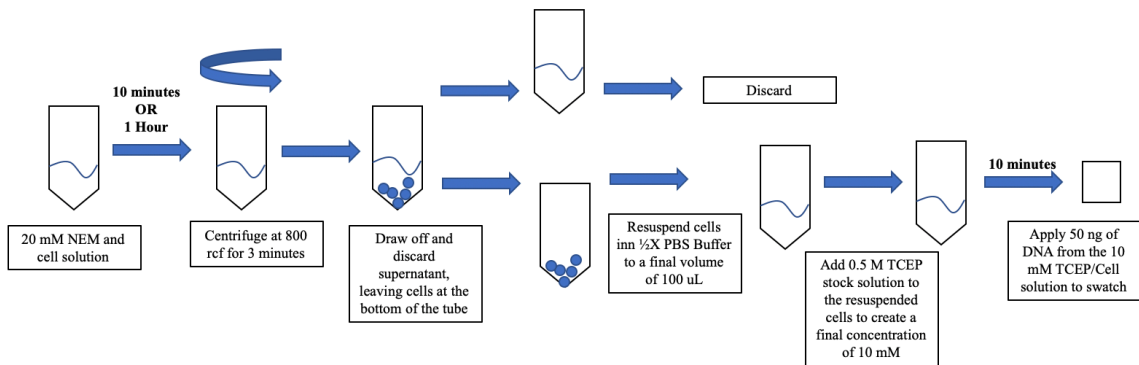 10 minutes
OR
1 Hour
20 mM NEM and
cell solution
Centrifuge at 800
rcf for 3 minutes
Draw off and
discard
supernatant,
leaving cells at the
bottom of the tube
Discard
Resuspend cells
inn ½X PBS Buffer
to a final volume
of 100 uL
Add 0.5 M TCEP
stock solution to
the resuspended
cells to create a
final concentration
of 10 mM
10 minutes
Apply 50 ng of
DNA from the 10
mM TCEP/Cell
solution to swatch